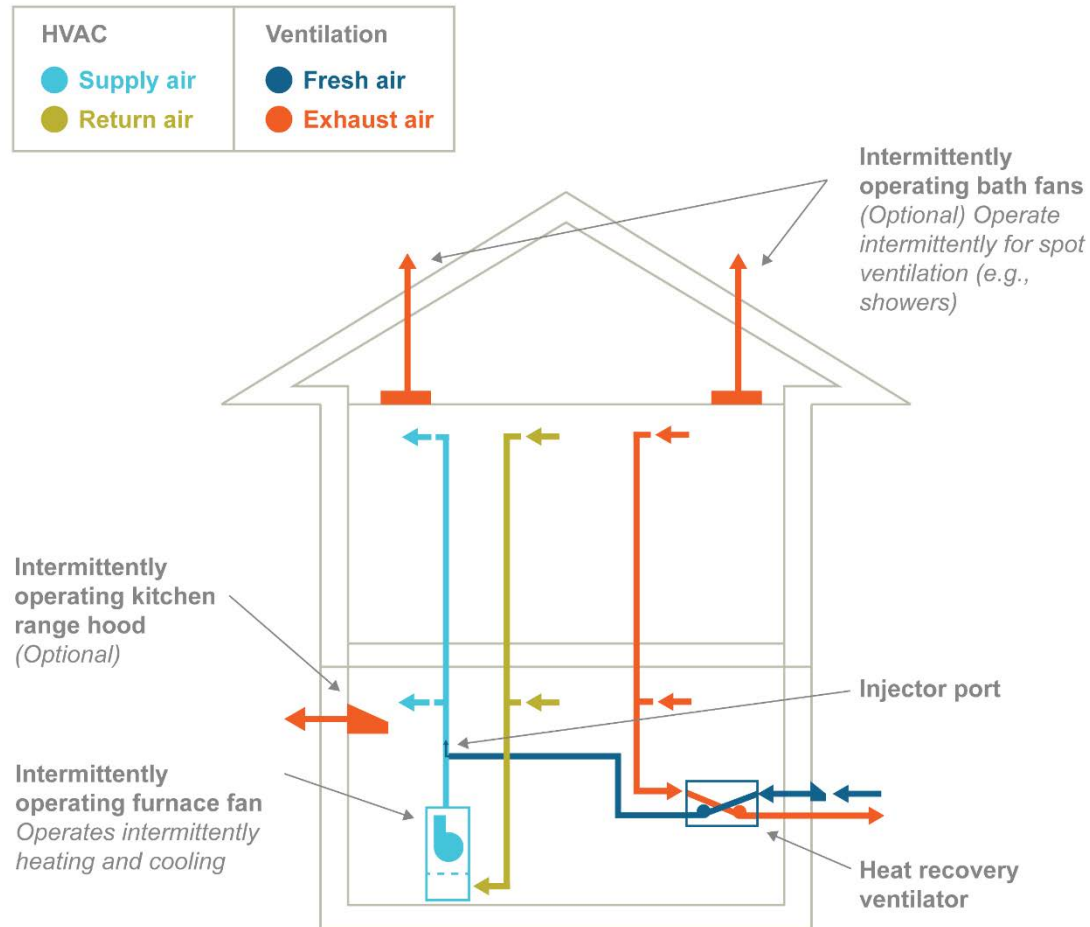 HVAC
Supply air
Return air
Ventilation
Fresh air
Exhaust air
Intermittently
operating bath fans
(Optional) Operate
intermittently for spot
ventilation (e.g.,
showers)
Intermittently
operating kitchen
range hood
(Optional)
Injector port
Intermittently
operating furnace fan
Operates intermittently
heating and cooling
Heat recovery
ventilator